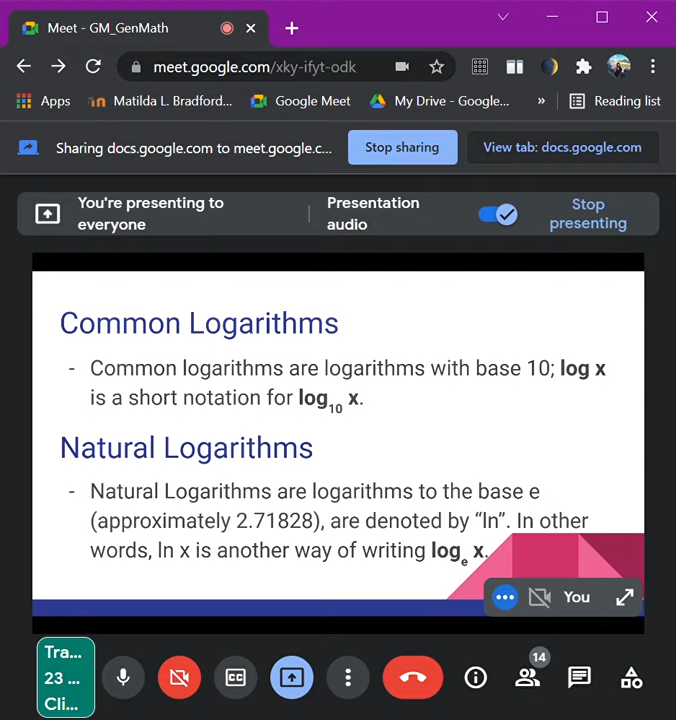 Meet - GM_GenMath
meet.google.com/xky-ifyt-odk
Apps
Matilda L. Bradford...
Google Meet
My Drive - Google...
»
Reading list
Sharing docs.google.com to meet.google.c...
Stop sharing
View tab: docs.google.com
You're presenting to
everyone
Presentation
audio
Stop
presenting
Common Logarithms
- Common logarithms are logarithms with base 10; log x
is a short notation for log₁₀ x.
Natural Logarithms
- Natural Logarithms are logarithms to the base e
(approximately 2.71828), are denoted by “ln”. In other
words, ln x is another way of writing logₑ x.
You
Tra...
23 ...
Cli...
CC
14